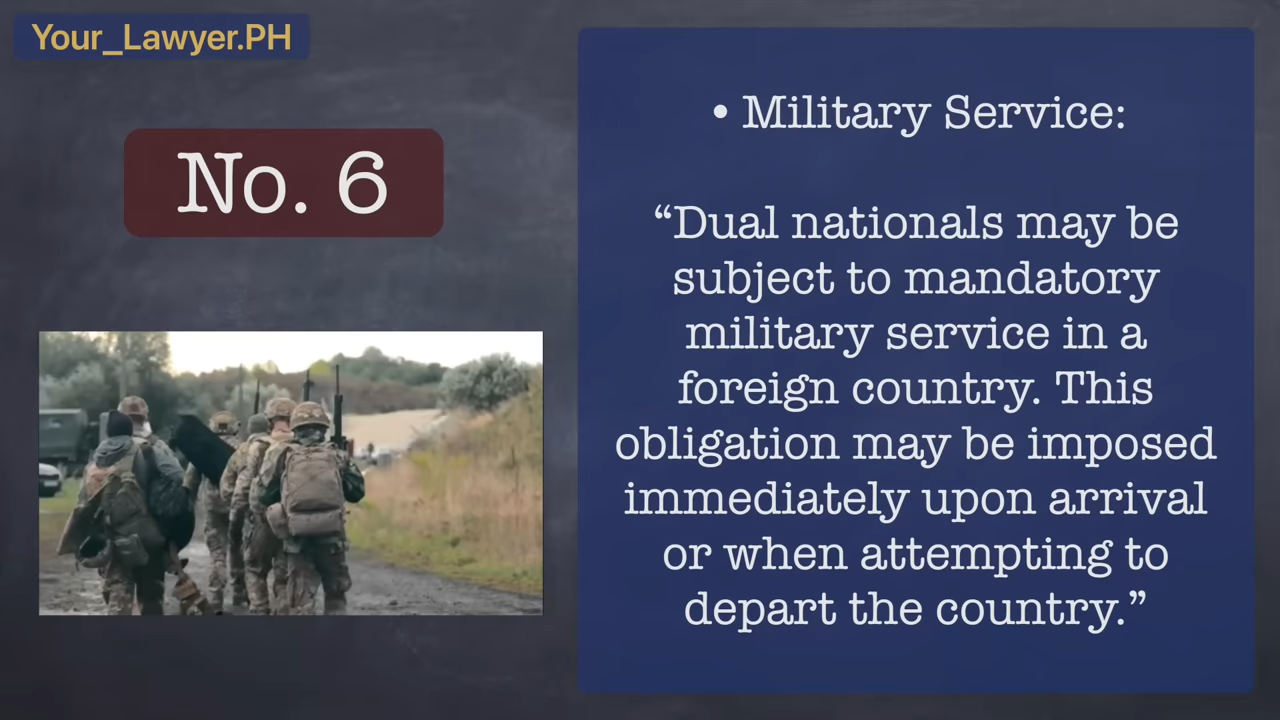 Your_Lawyer.PH
No. 6
• Military Service:
“Dual nationals may be
subject to mandatory
military service in a
foreign country. This
obligation may be imposed
immediately upon arrival
or when attempting to
depart the country.”